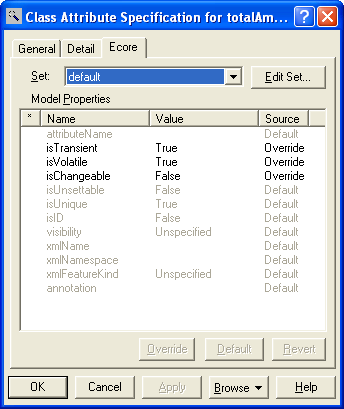 Class Attribute Specification for totalAm...
General Detail Ecore
Set: default Edit Set...
Model Properties
* Name Value Source
attributeName Default
isTransient True Override
isVolatile True Override
isChangeable False Override
isUnsettable False Default
isUnique True Default
isID False Default
visibility Unspecified Default
xmlName Default
xmlNamespace Default
xmlFeatureKind Unspecified Default
annotation Default
Override Default Revert
OK Cancel Apply Browse Help